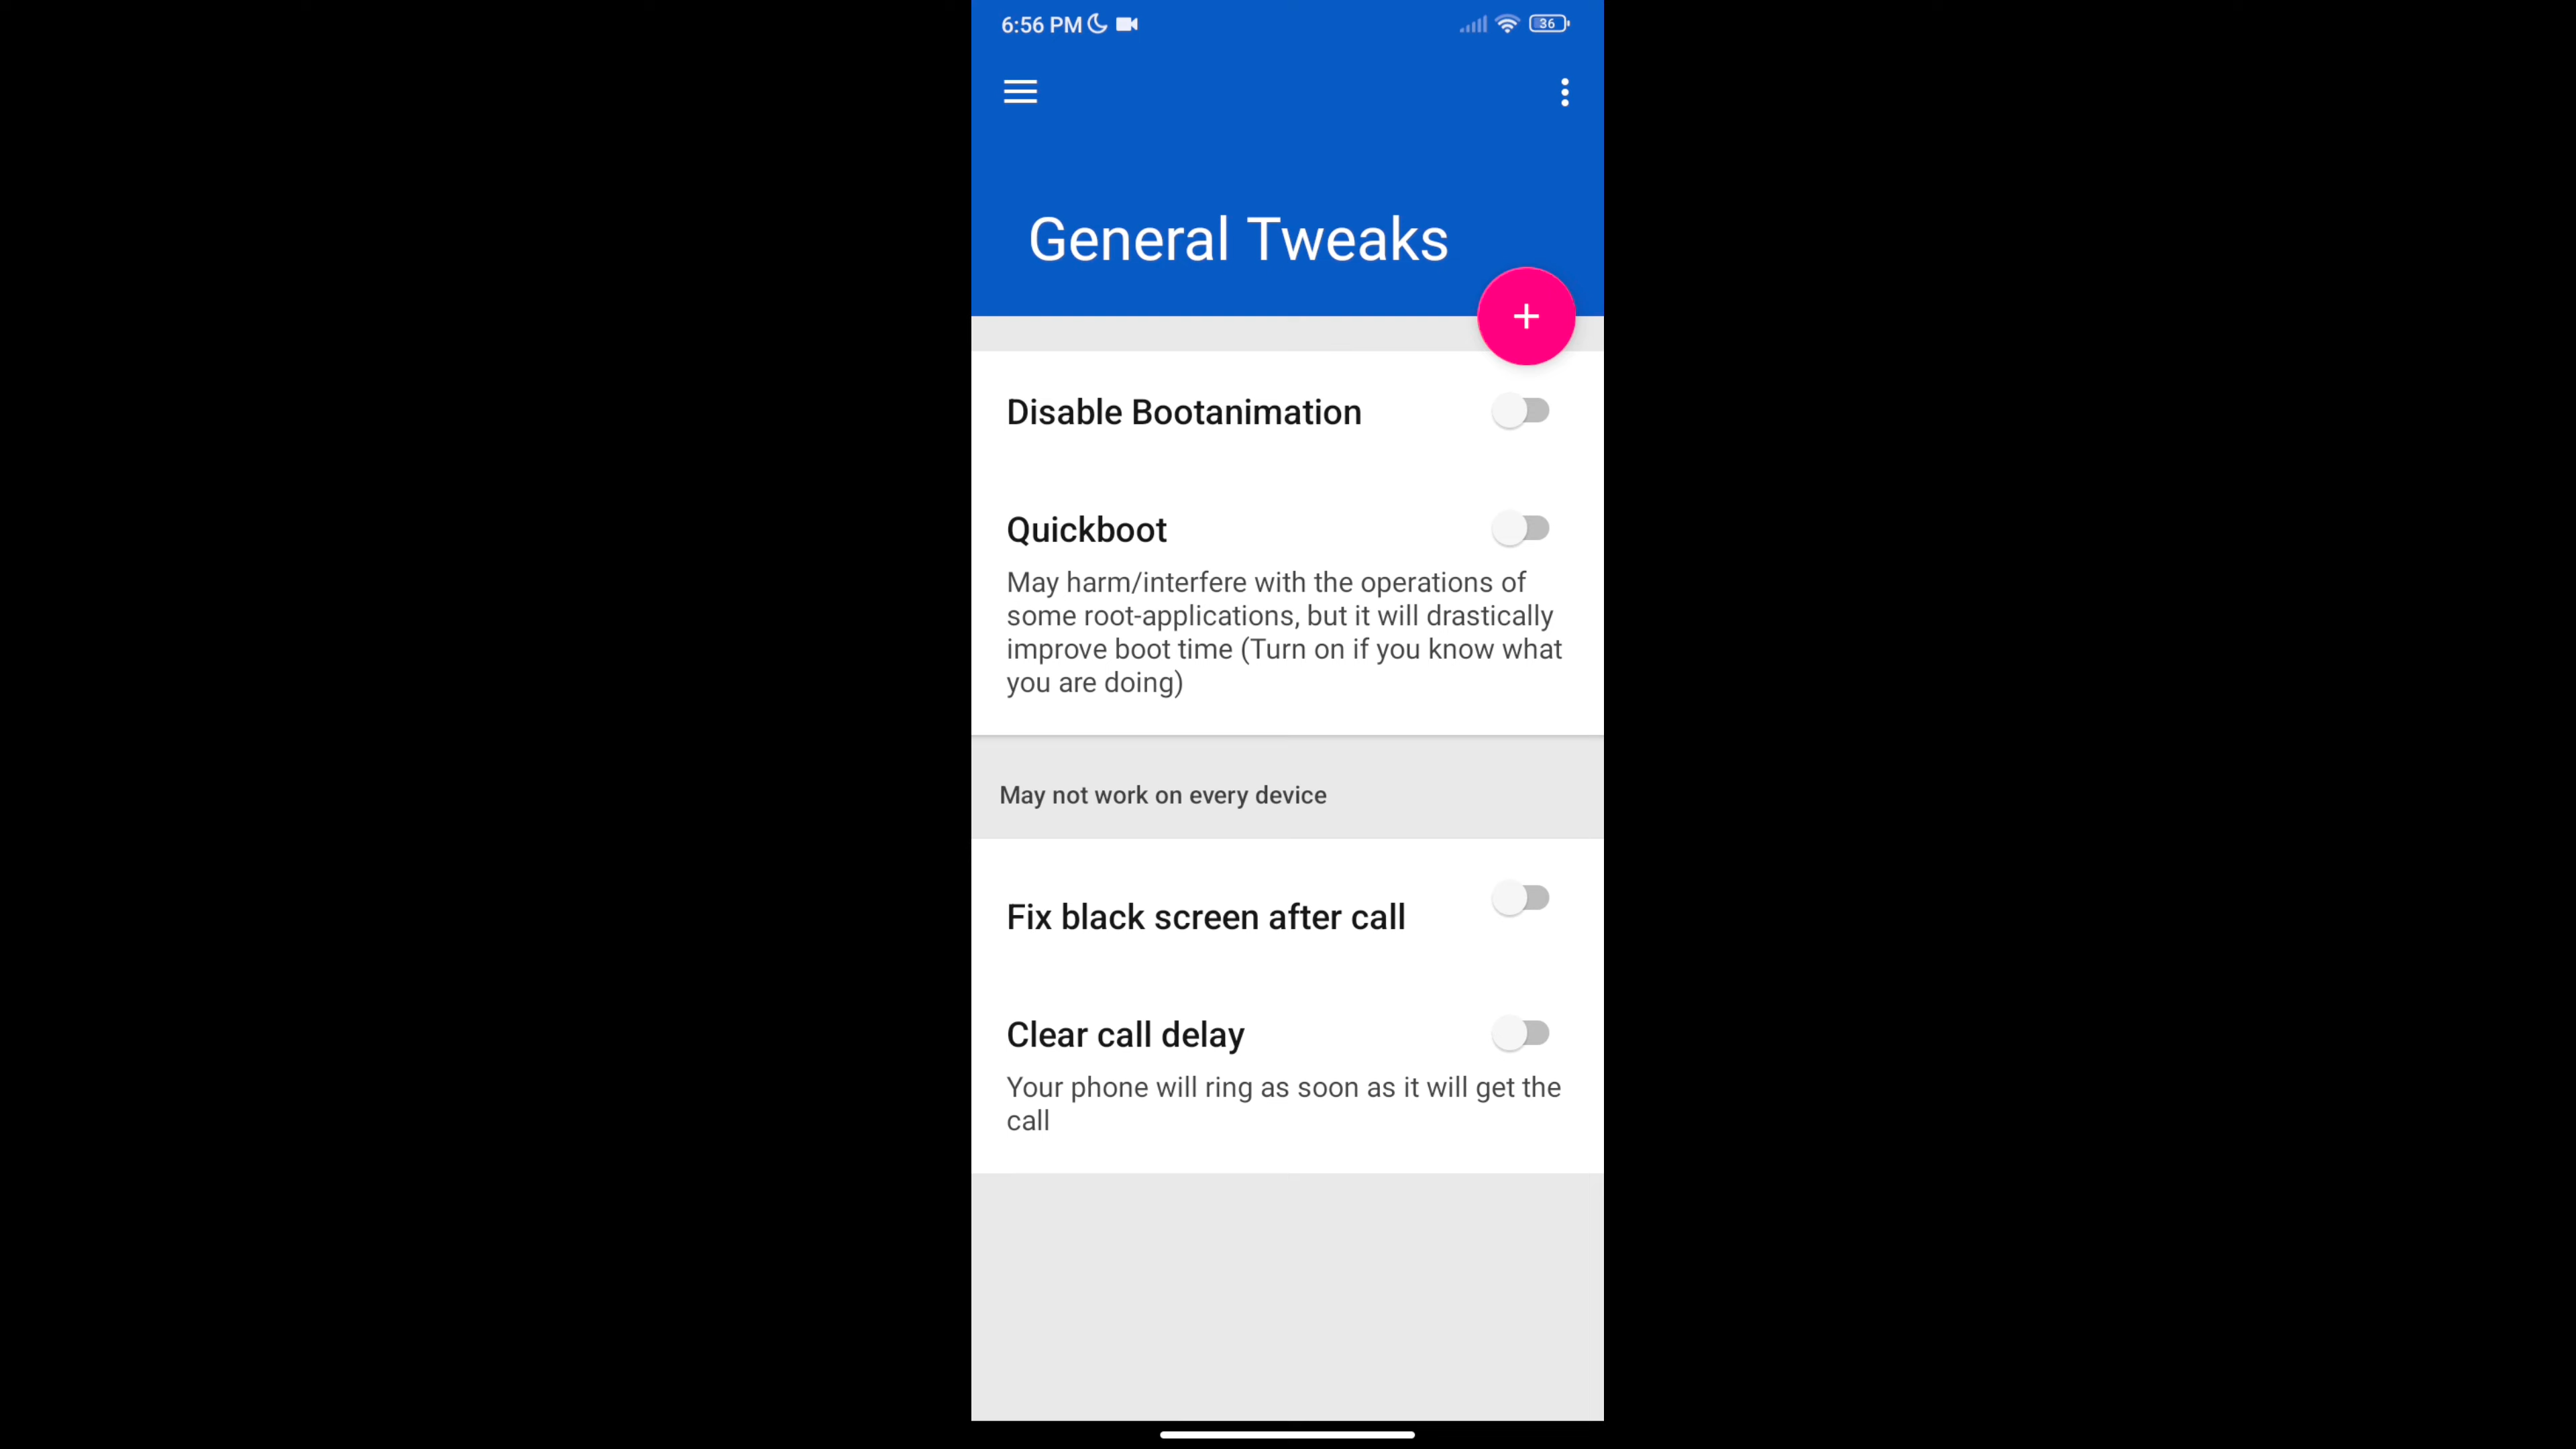 6:56 PM
36
General Tweaks
+
Disable Bootanimation
Quickboot
May harm/interfere with the operations of
some root-applications, but it will drastically
improve boot time (Turn on if you know what
you are doing)
May not work on every device
Fix black screen after call
Clear call delay
Your phone will ring as soon as it will get the
call